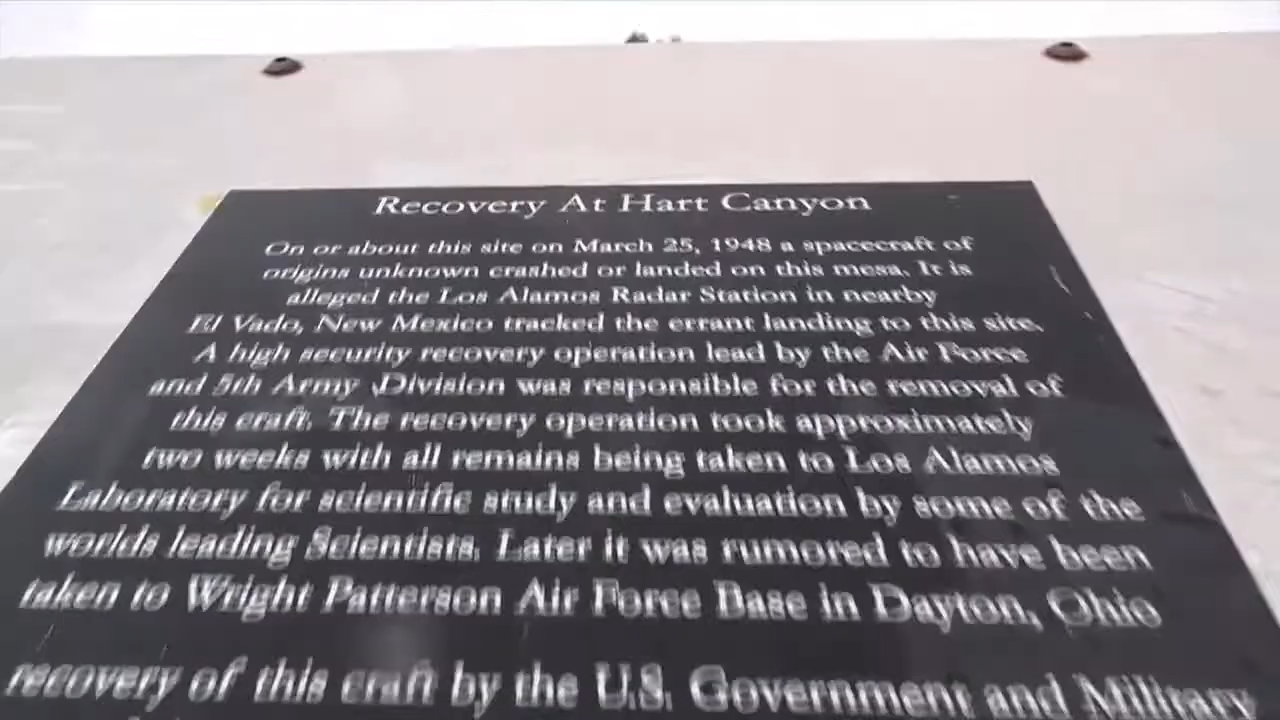 Recovery At Hart Canyon
On or about this site on March 25, 1948 a spacecraft of
origins unknown crashed or landed on this mesa. It is
alleged the Los Alamos Radar Station in nearby
El Vado, New Mexico tracked the errant landing to this site.
A high security recovery operation lead by the Air Force
and 5th Army Division was responsible for the removal of
this craft. The recovery operation took approximately
two weeks with all remains being taken to Los Alamos
Laboratory for scientific study and evaluation by some of the
worlds leading Scientists. Later it was rumored to have been
taken to Wright Patterson Air Force Base in Dayton, Ohio
recovery of this craft by the U.S. Government and Military